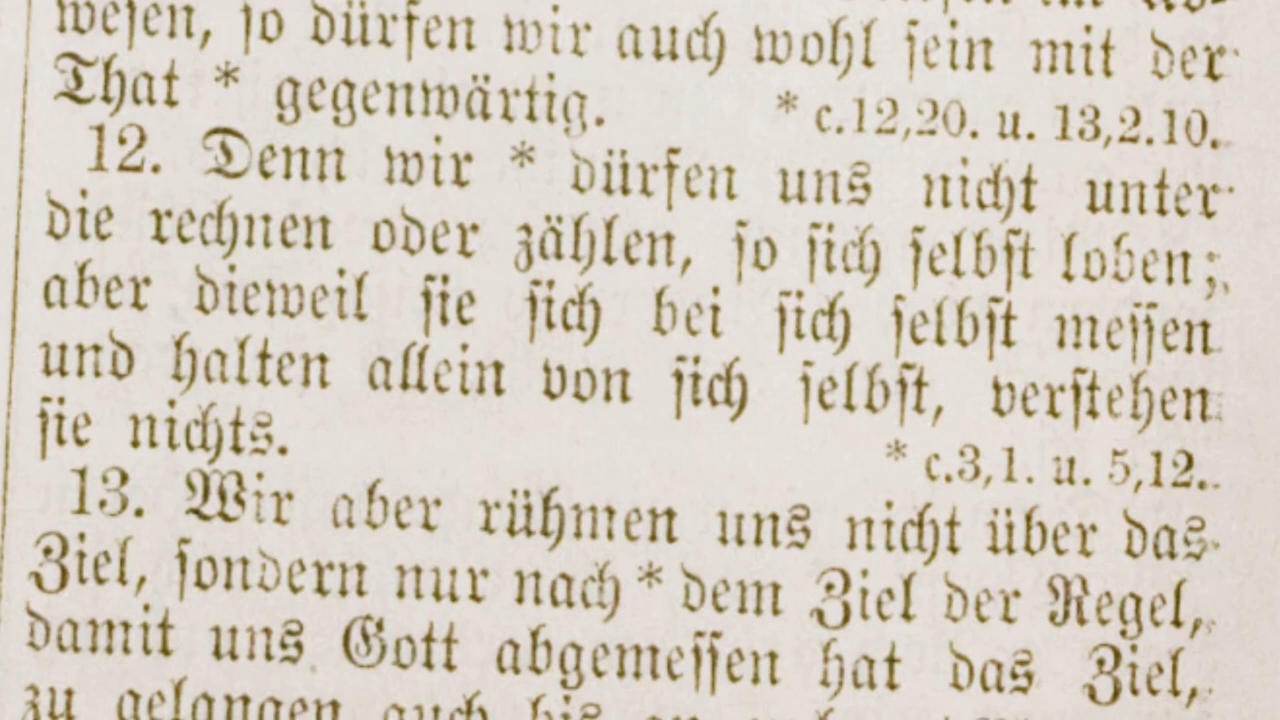 wesen, so dürfen wir auch wohl sein mit der
That * gegenwärtig. * c.12,20. u. 13,2.10.
12. Denn wir * dürfen uns nicht unter
die rechnen oder zählen, so sich selbst loben;
aber dieweil sie sich bei sich selbst messen
und halten allein von sich selbst, verstehen
sie nichts. * c.3,1. u. 5,12.
13. Wir aber rühmen uns nicht über das
Ziel, sondern nur nach * dem Ziel der Regel,
damit uns Gott abgemessen hat das Ziel,
zu gelangen auch bis